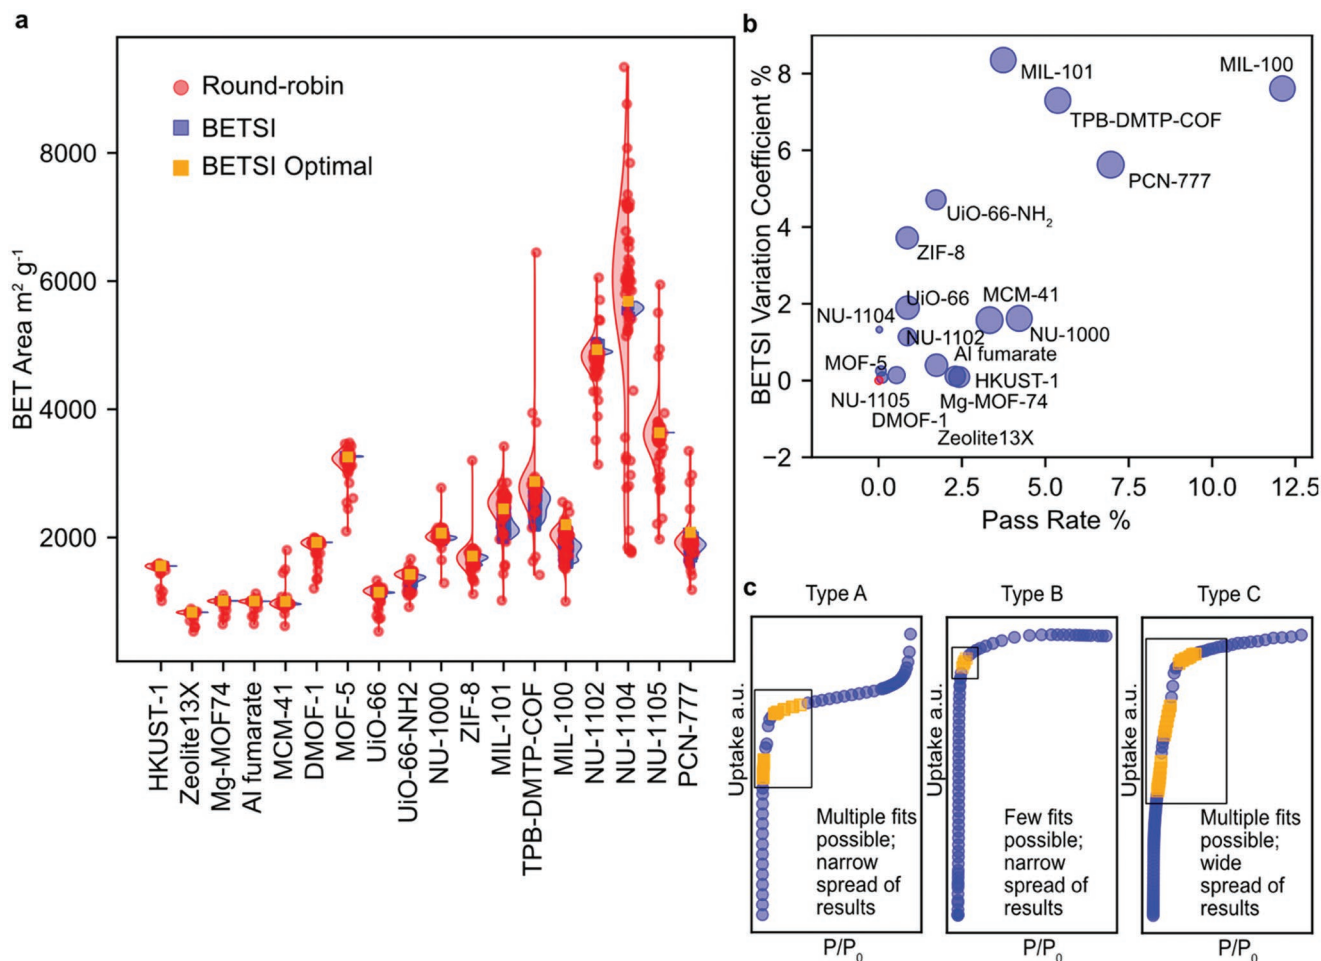 a
Round-robin
BETSI
BETSI Optimal
BET Area m² g⁻¹
8000
6000
4000
2000
HKUST-1
Zeolite13X
Mg-MOF74
Al fumarate
MCM-41
DMOF-1
MOF-5
UiO-66
UiO-66-NH2
NU-1000
ZIF-8
MIL-101
TPB-DMTP-COF
MIL-100
NU-1102
NU-1104
NU-1105
PCN-777
b
BETSI Variation Coefficient %
8
6
4
2
0
−2
MIL-101
MIL-100
TPB-DMTP-COF
PCN-777
UiO-66-NH₂
ZIF-8
UiO-66
MCM-41
NU-1104
NU-1102
NU-1000
Al fumarate
MOF-5
HKUST-1
NU-1105
Mg-MOF-74
DMOF-1
Zeolite13X
0.0 2.5 5.0 7.5 10.0 12.5
Pass Rate %
c
Type A
Uptake a.u.
Multiple fits
possible;
narrow
spread of
results
P/P₀
Type B
Uptake a.u.
Few fits
possible;
narrow
spread of
results
P/P₀
Type C
Uptake a.u.
Multiple fits
possible;
wide
spread of
results
P/P₀